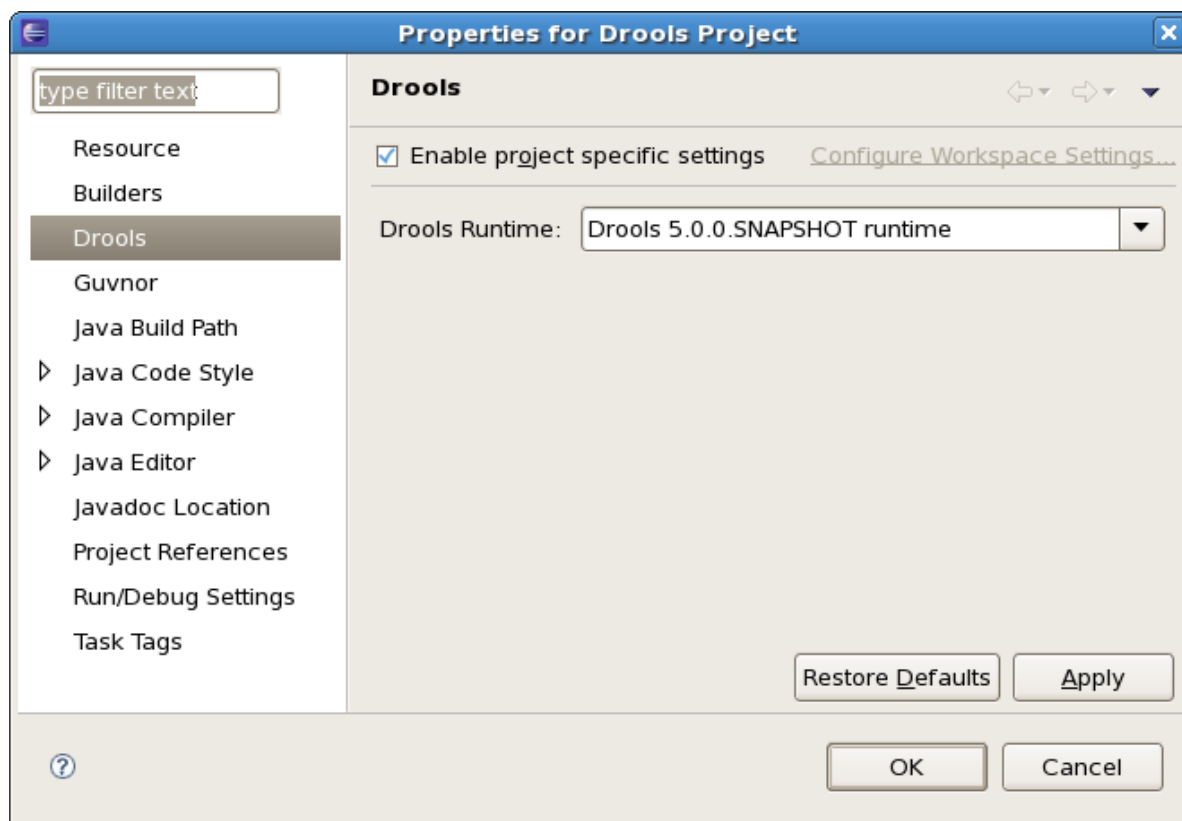 Properties for Drools Project
type filter text
Resource
Builders
Drools
Guvnor
Java Build Path
Java Code Style
Java Compiler
Java Editor
Javadoc Location
Project References
Run/Debug Settings
Task Tags
Drools
Enable project specific settings
Configure Workspace Settings...
Drools Runtime:
Drools 5.0.0.SNAPSHOT runtime
Restore Defaults
Apply
OK
Cancel